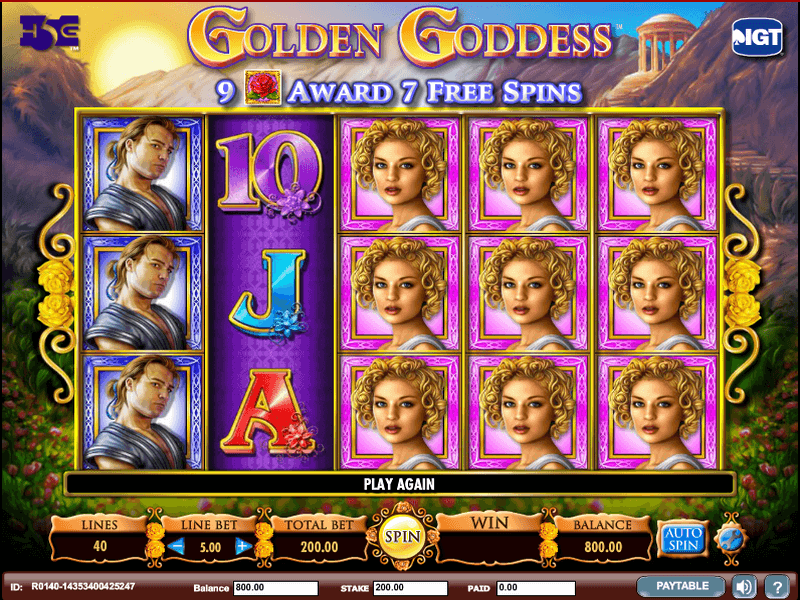 GOLDEN GODDESS™
IGT
9 AWARD 7 FREE SPINS
10
J
A
PLAY AGAIN
LINES
40
LINE BET
- 5.00 +
TOTAL BET
200.00
SPIN
WIN
BALANCE
800.00
AUTO
SPIN
ID: R0140-14353400425247
Balance 800.00
STAKE 200.00
PAID 0.00
PAYTABLE
?